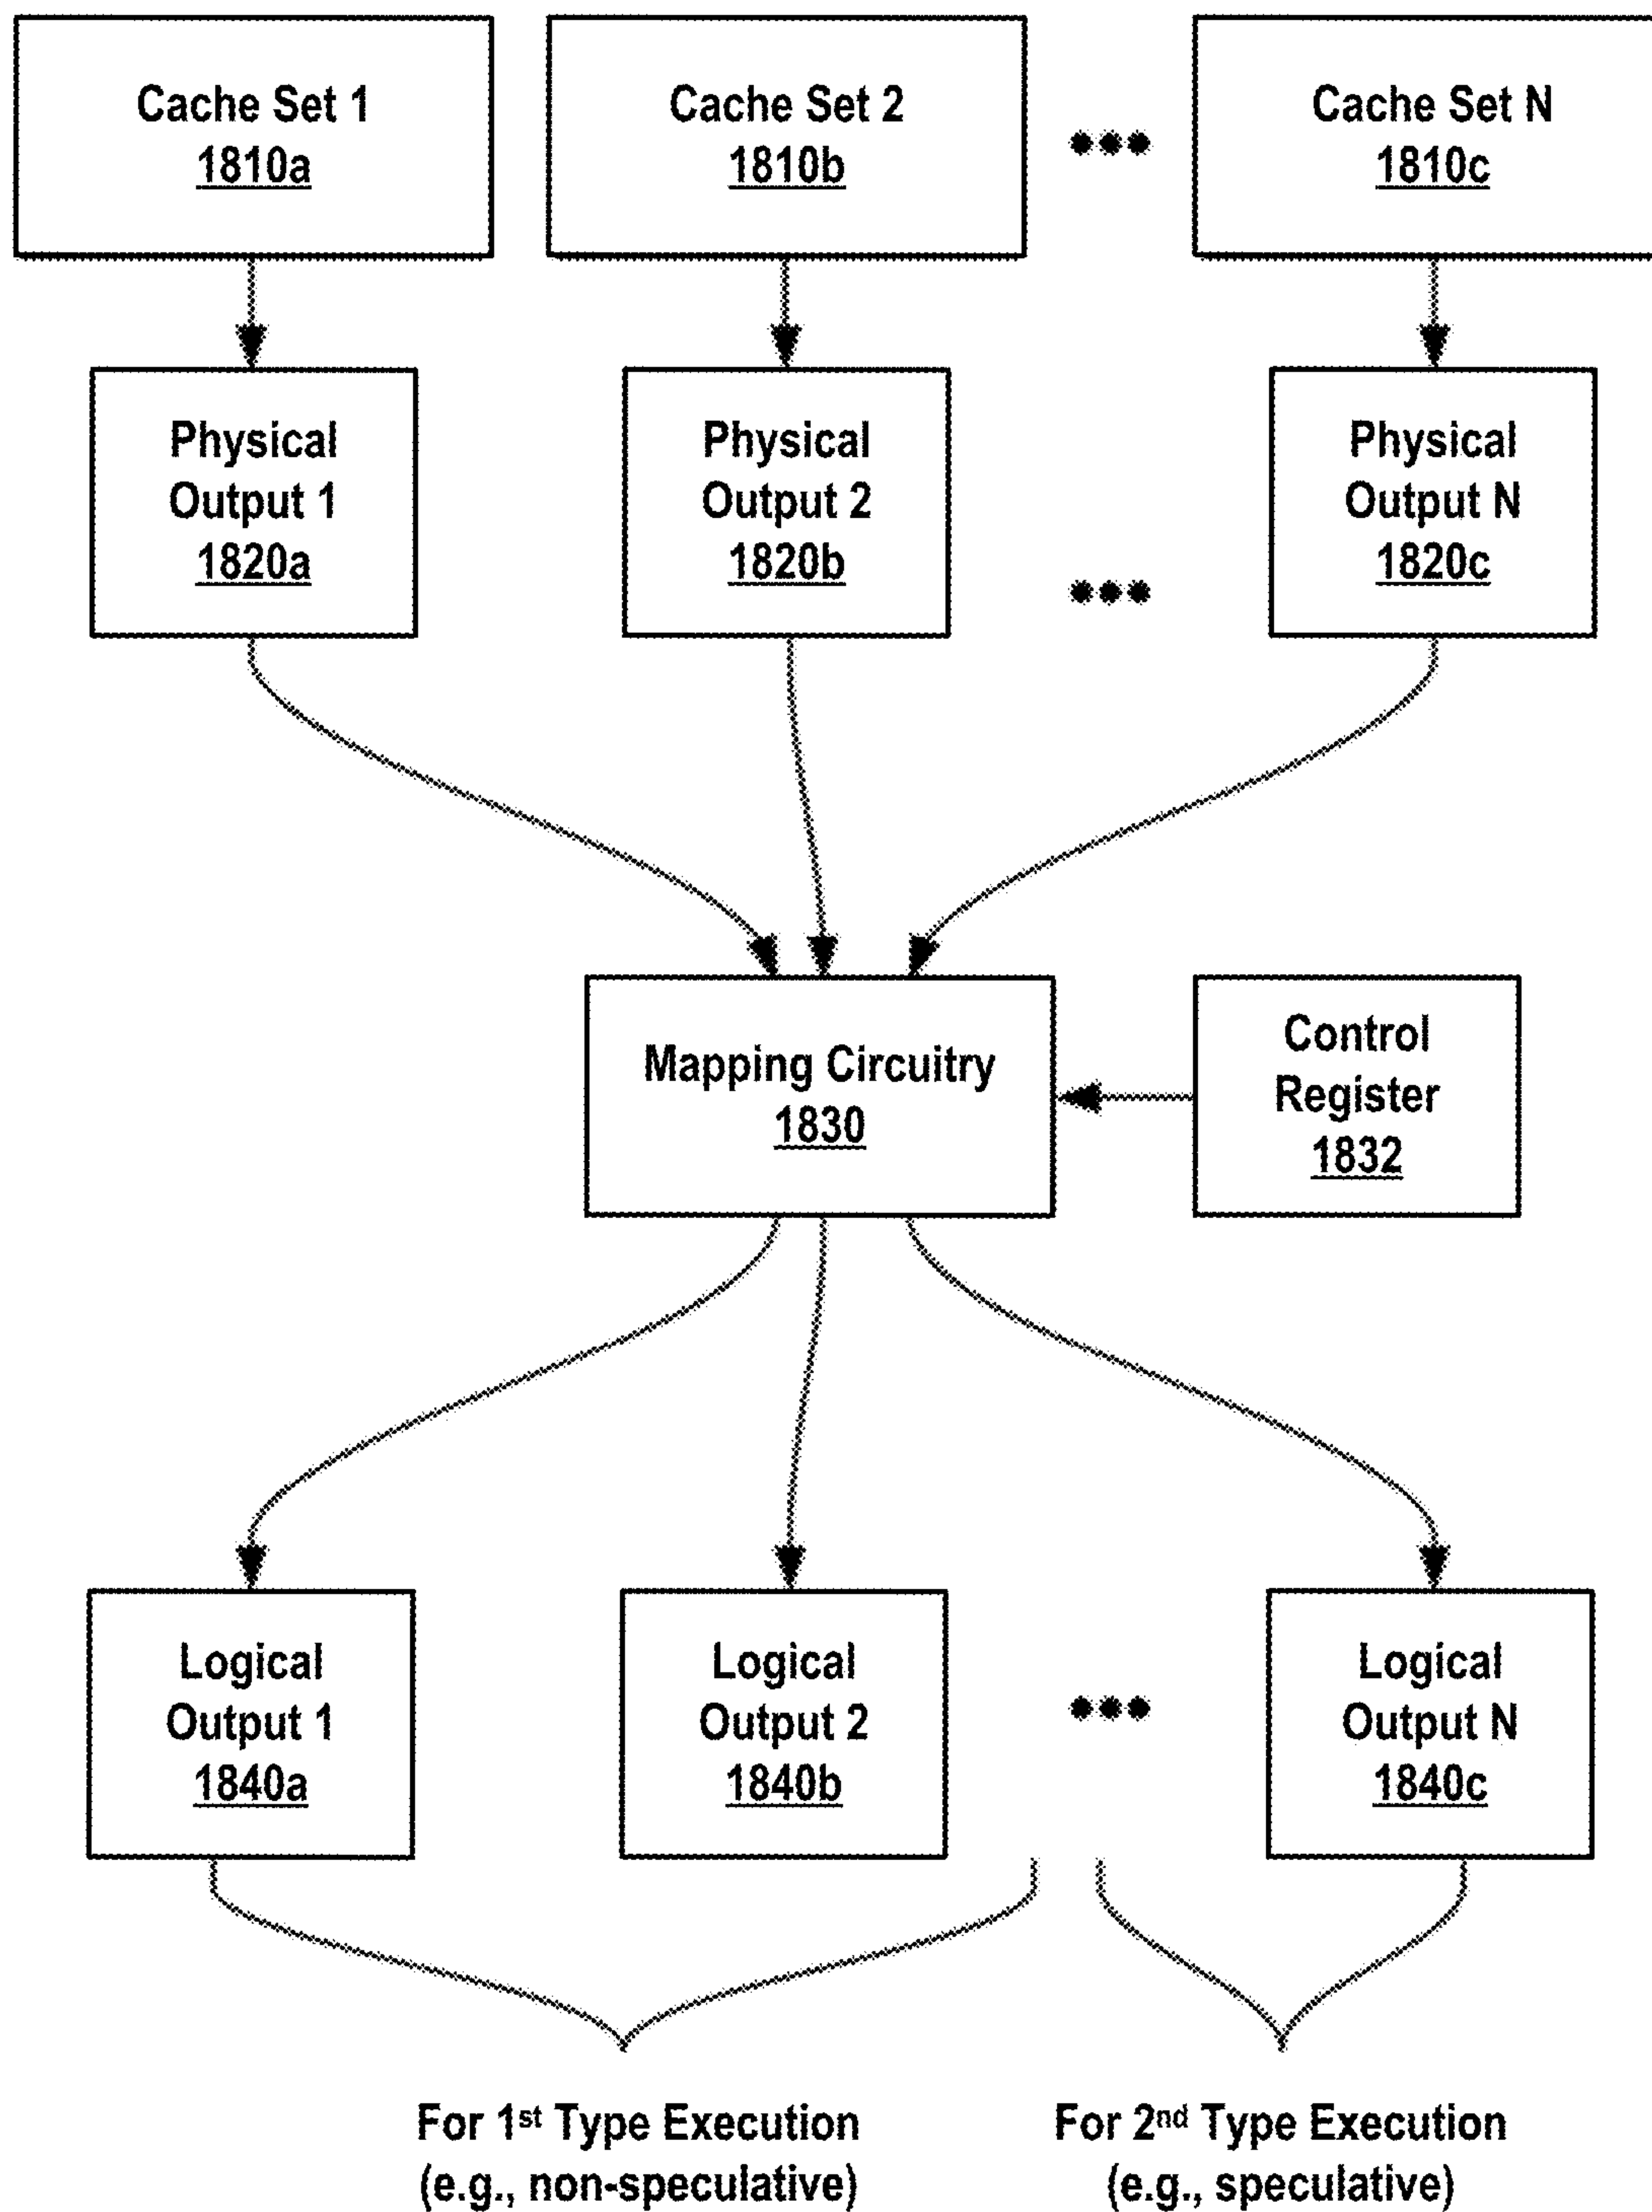 Cache Set 1
1810a
Cache Set 2
1810b
Cache Set N
1810c
Physical
Output 1
1820a
Physical
Output 2
1820b
Physical
Output N
1820c
Mapping Circuitry
1830
Control
Register
1832
Logical
Output 1
1840a
Logical
Output 2
1840b
Logical
Output N
1840c
For 1st Type Execution
(e.g., non-speculative)
For 2nd Type Execution
(e.g., speculative)